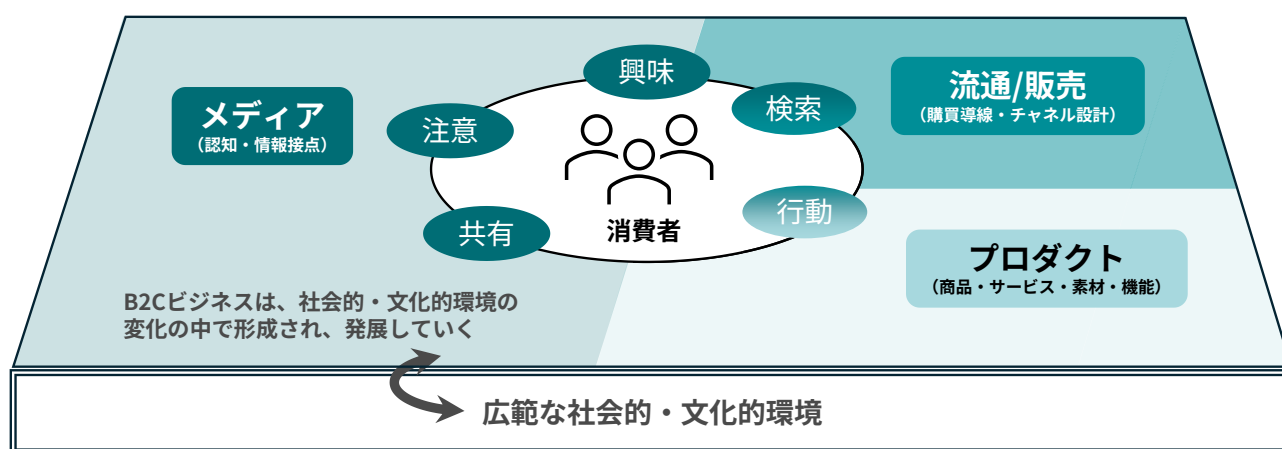 興味
メディア
(認知・情報接点)
注意
検索
流通/販売
(購買導線・チャネル設計)
共有
消費者
行動
プロダクト
(商品・サービス・素材・機能)
B2Cビジネスは、社会的・文化的環境の
変化の中で形成され、発展していく
広範な社会的・文化的環境